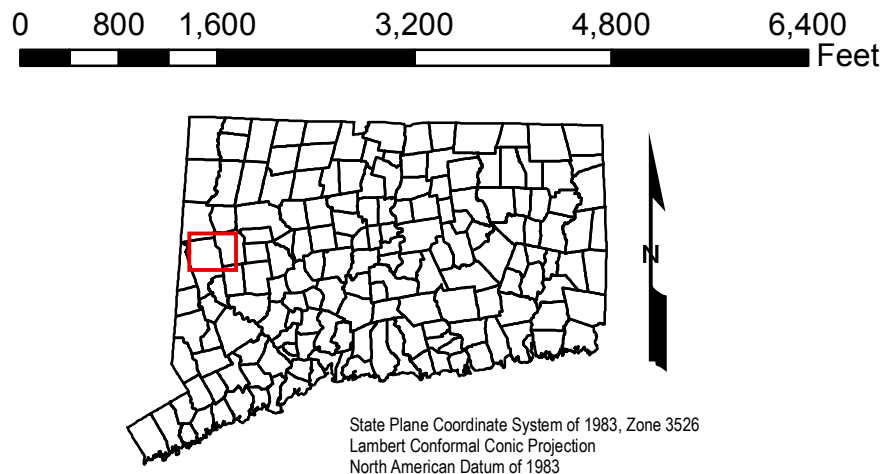 0 800 1,600 3,200 4,800 6,400
Feet
N
State Plane Coordinate System of 1983, Zone 3526
Lambert Conformal Conic Projection
North American Datum of 1983